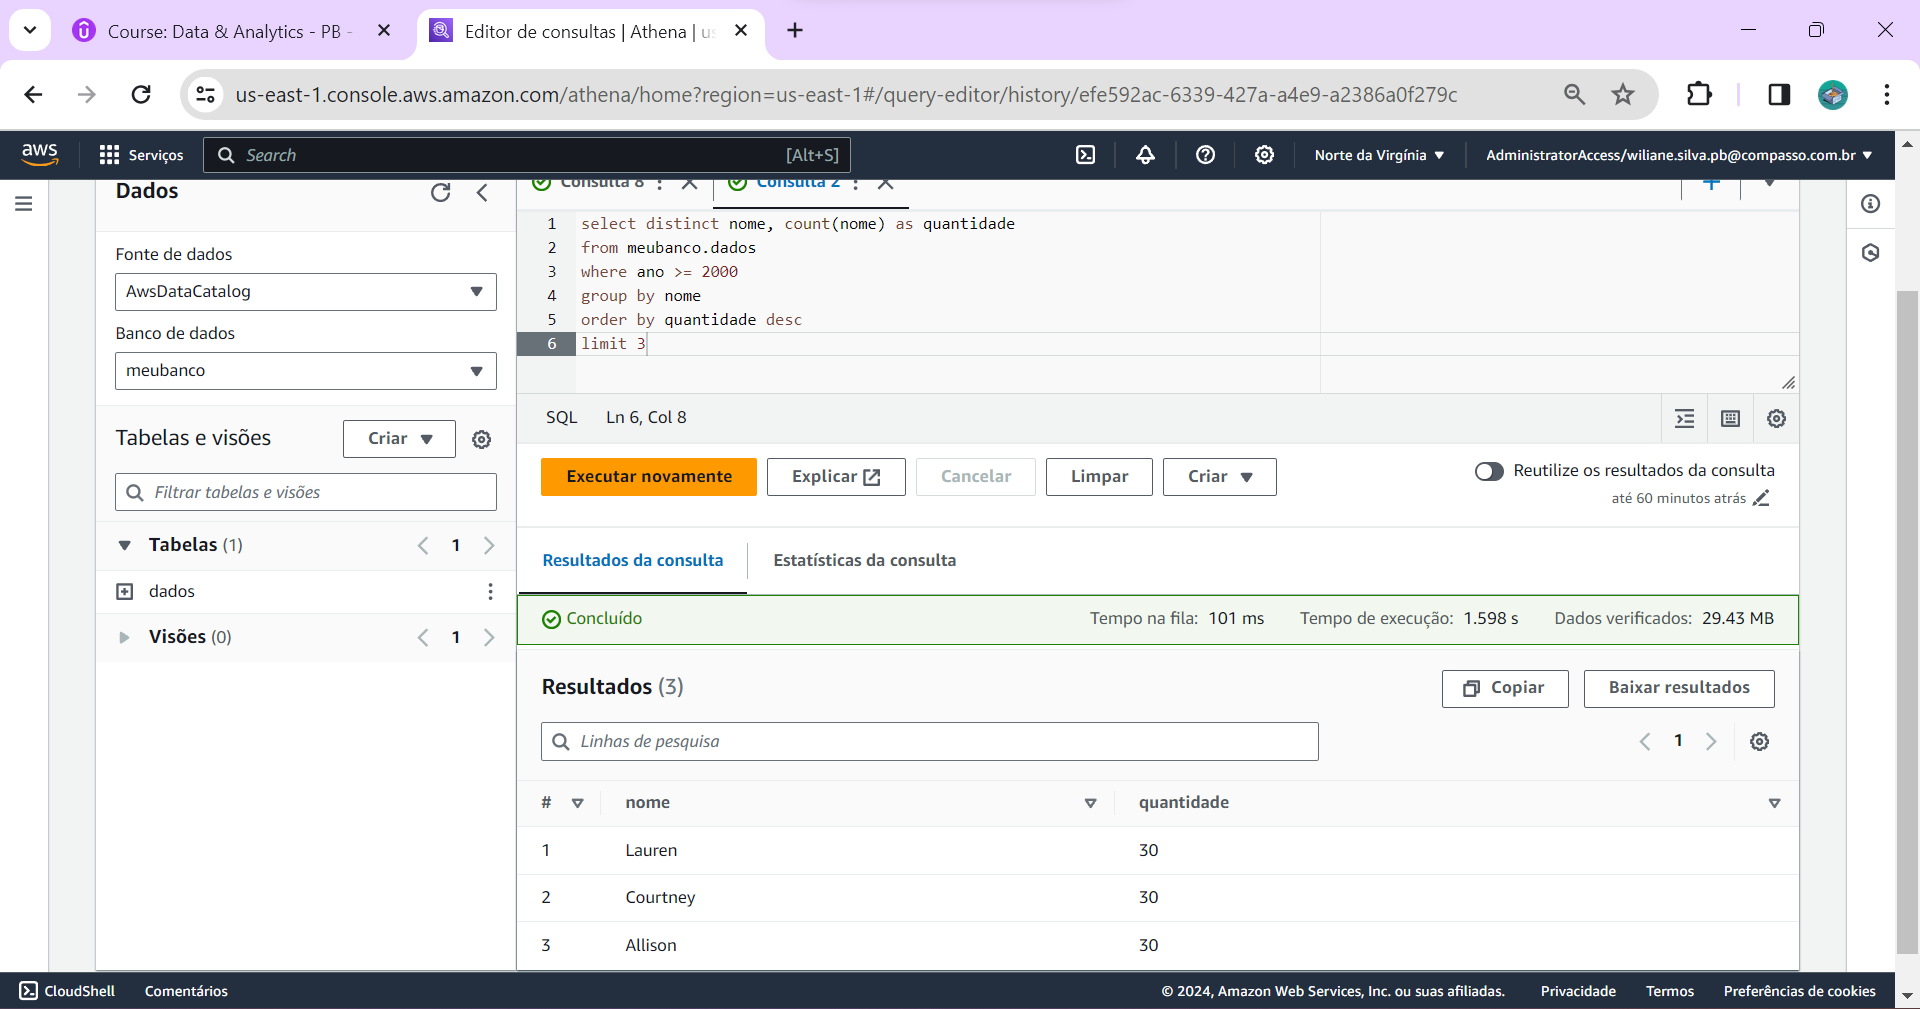 Course: Data & Analytics - PB -
Editor de consultas | Athena | us
us-east-1.console.aws.amazon.com/athena/home?region=us-east-1#/query-editor/history/efe592ac-6339-427a-a4e9-a2386a0f279c
aws
Serviços
Search
[Alt+S]
Norte da Virgínia
AdministratorAccess/wiliane.silva.pb@compasso.com.br
Dados
Fonte de dados
AwsDataCatalog
Banco de dados
meubanco
Tabelas e visões
Criar
Filtrar tabelas e visões
Tabelas (1)
1
dados
Visões (0)
1
Consulta 8
Consulta 2
1 select distinct nome, count(nome) as quantidade
2 from meubanco.dados
3 where ano >= 2000
4 group by nome
5 order by quantidade desc
6 limit 3
SQL
Ln 6, Col 8
Executar novamente
Explicar
Cancelar
Limpar
Criar
Reutilize os resultados da consulta
até 60 minutos atrás
Resultados da consulta
Estatísticas da consulta
Concluído
Tempo na fila: 101 ms
Tempo de execução: 1.598 s
Dados verificados: 29.43 MB
Resultados (3)
Copiar
Baixar resultados
Linhas de pesquisa
1
# nome quantidade
1 Lauren 30
2 Courtney 30
3 Allison 30
CloudShell
Comentários
© 2024, Amazon Web Services, Inc. ou suas afiliadas.
Privacidade
Termos
Preferências de cookies